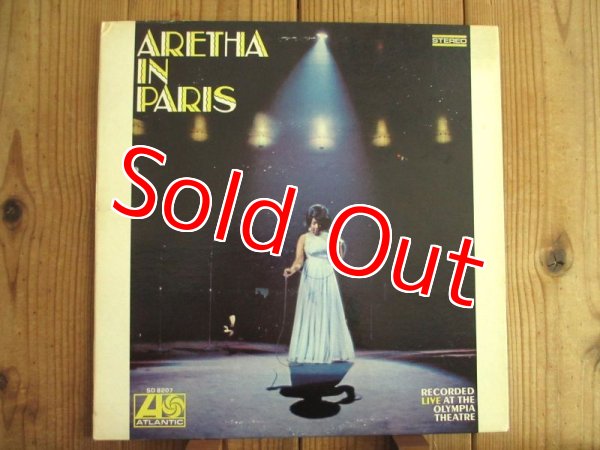 ARETHA
IN
PARIS
STEREO
Sold Out
SD 8207
ATLANTIC
RECORDED
LIVE AT THE
OLYMPIA
THEATRE